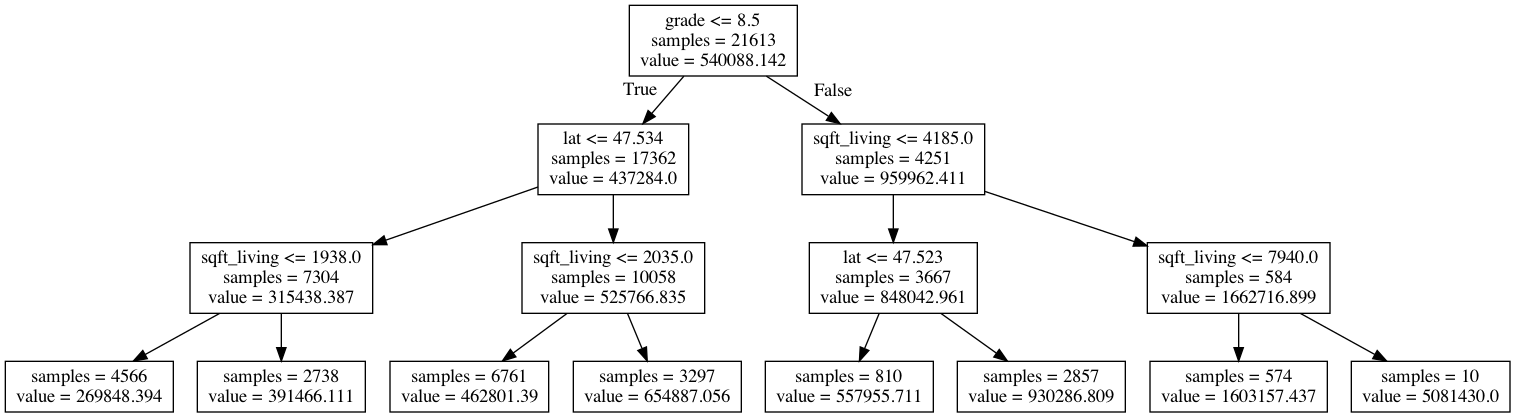 grade <= 8.5
samples = 21613
value = 540088.142
True
False
lat <= 47.534
samples = 17362
value = 437284.0
sqft_living <= 4185.0
samples = 4251
value = 959962.411
sqft_living <= 1938.0
samples = 7304
value = 315438.387
sqft_living <= 2035.0
samples = 10058
value = 525766.835
lat <= 47.523
samples = 3667
value = 848042.961
sqft_living <= 7940.0
samples = 584
value = 1662716.899
samples = 4566
value = 269848.394
samples = 2738
value = 391466.111
samples = 6761
value = 462801.39
samples = 3297
value = 654887.056
samples = 810
value = 557955.711
samples = 2857
value = 930286.809
samples = 574
value = 1603157.437
samples = 10
value = 5081430.0